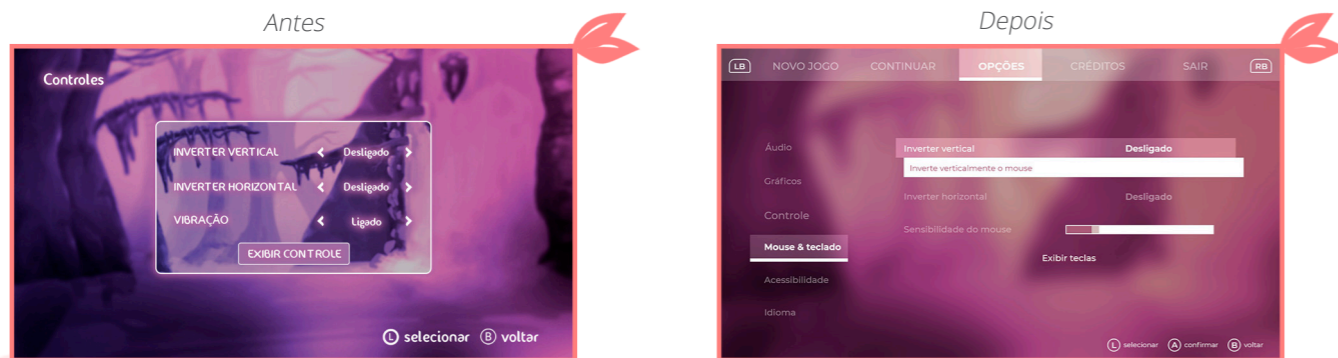 Antes
Controles
INVERTER VERTICAL Desligado
INVERTER HORIZONTAL Desligado
VIBRAÇÃO Ligado
EXIBIR CONTROLE
L selecionar B voltar
Depois
LB NOVO JOGO CONTINUAR OPÇÕES CRÉDITOS SAIR RB
Áudio
Gráficos
Controle
Mouse & teclado
Acessibilidade
Idioma
Inverter vertical Desligado
Inverte verticalmente o mouse
Inverter horizontal Desligado
Sensibilidade do mouse
Exibir teclas
L selecionar A confirmar B voltar